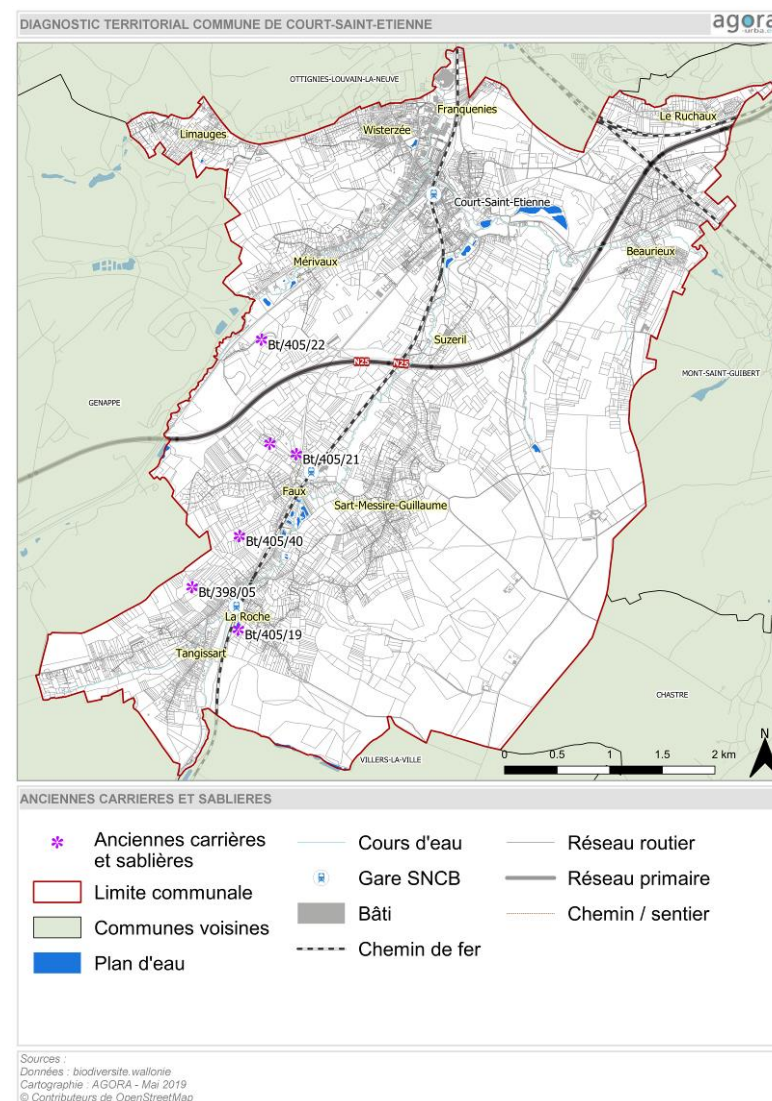 DIAGNOSTIC TERRITORIAL COMMUNE DE COURT-SAINT-ETIENNE
agora
OTTIGNIES-LOUVAIN-LA-NEUVE
Franquenies
Le Ruchaux
Limauges
Wisterzée
Court-Saint-Etienne
Beaurieux
Mérivaux
Suzeril
Bt/405/22
N25
N25
MONT-SAINT-GUIBERT
GENAPPE
Bt/405/21
Faux
Sart-Messire-Guillaume
Bt/405/40
Bt/398/05
La Roche
Bt/405/19
Tangissart
CHASTRE
N
VILLERS-LA-VILLE
0 0.5 1 1.5 2 km
ANCIENNES CARRIERES ET SABLIERES
Anciennes carrières
et sablières
Limite communale
Communes voisines
Plan d'eau
Cours d'eau
Gare SNCB
Bâti
Chemin de fer
Réseau routier
Réseau primaire
Chemin / sentier
Sources :
Données : biodiversite.wallonie
Cartographie : AGORA - Mai 2019
© Contributeurs de OpenStreetMap